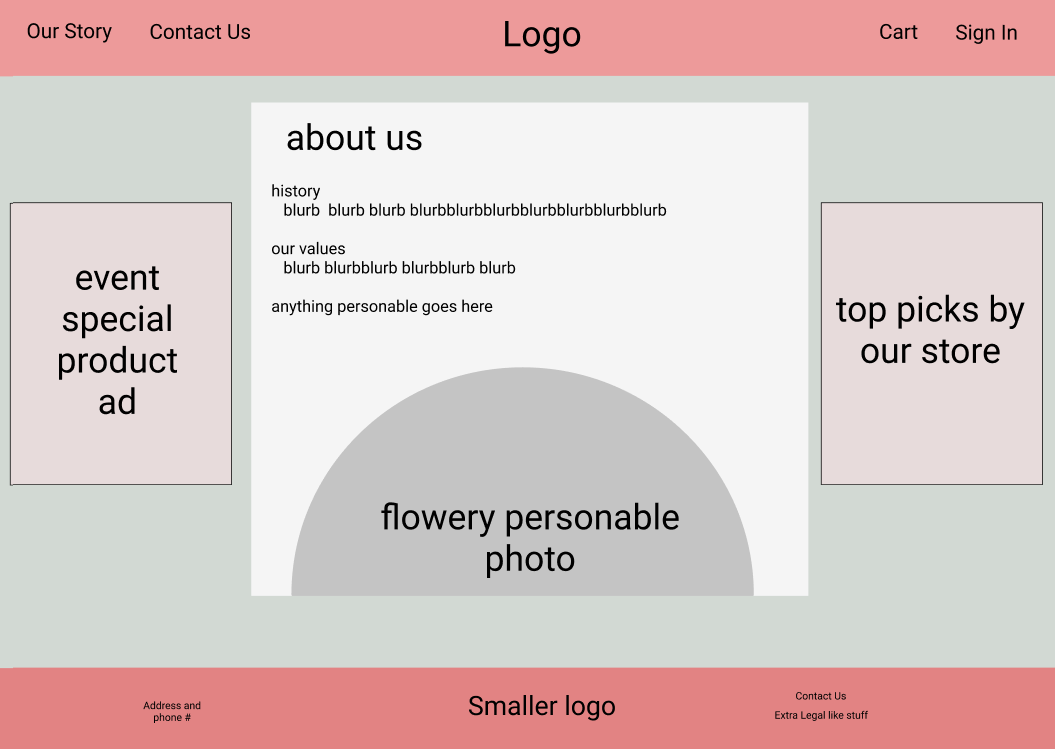 Our Story
Contact Us
Logo
Cart
Sign In
about us
history
blurb  blurb blurb blurbblurbblurbblurbblurbblurbblurb
our values
blurb blurbblurb blurbblurb blurb
anything personable goes here
event
special
product
ad
top picks by
our store
flowery personable
photo
Address and
phone #
Smaller logo
Contact Us
Extra Legal like stuff